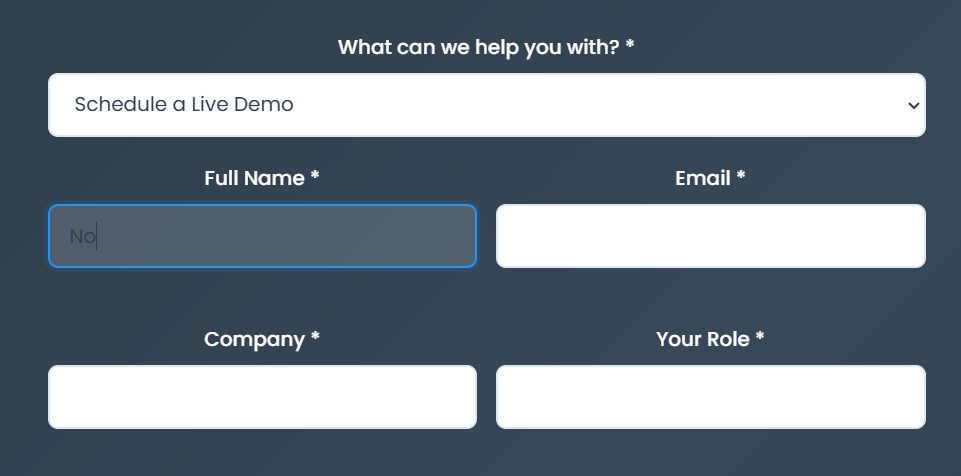 What can we help you with? *
Schedule a Live Demo
Full Name *
Email *
No
Company *
Your Role *